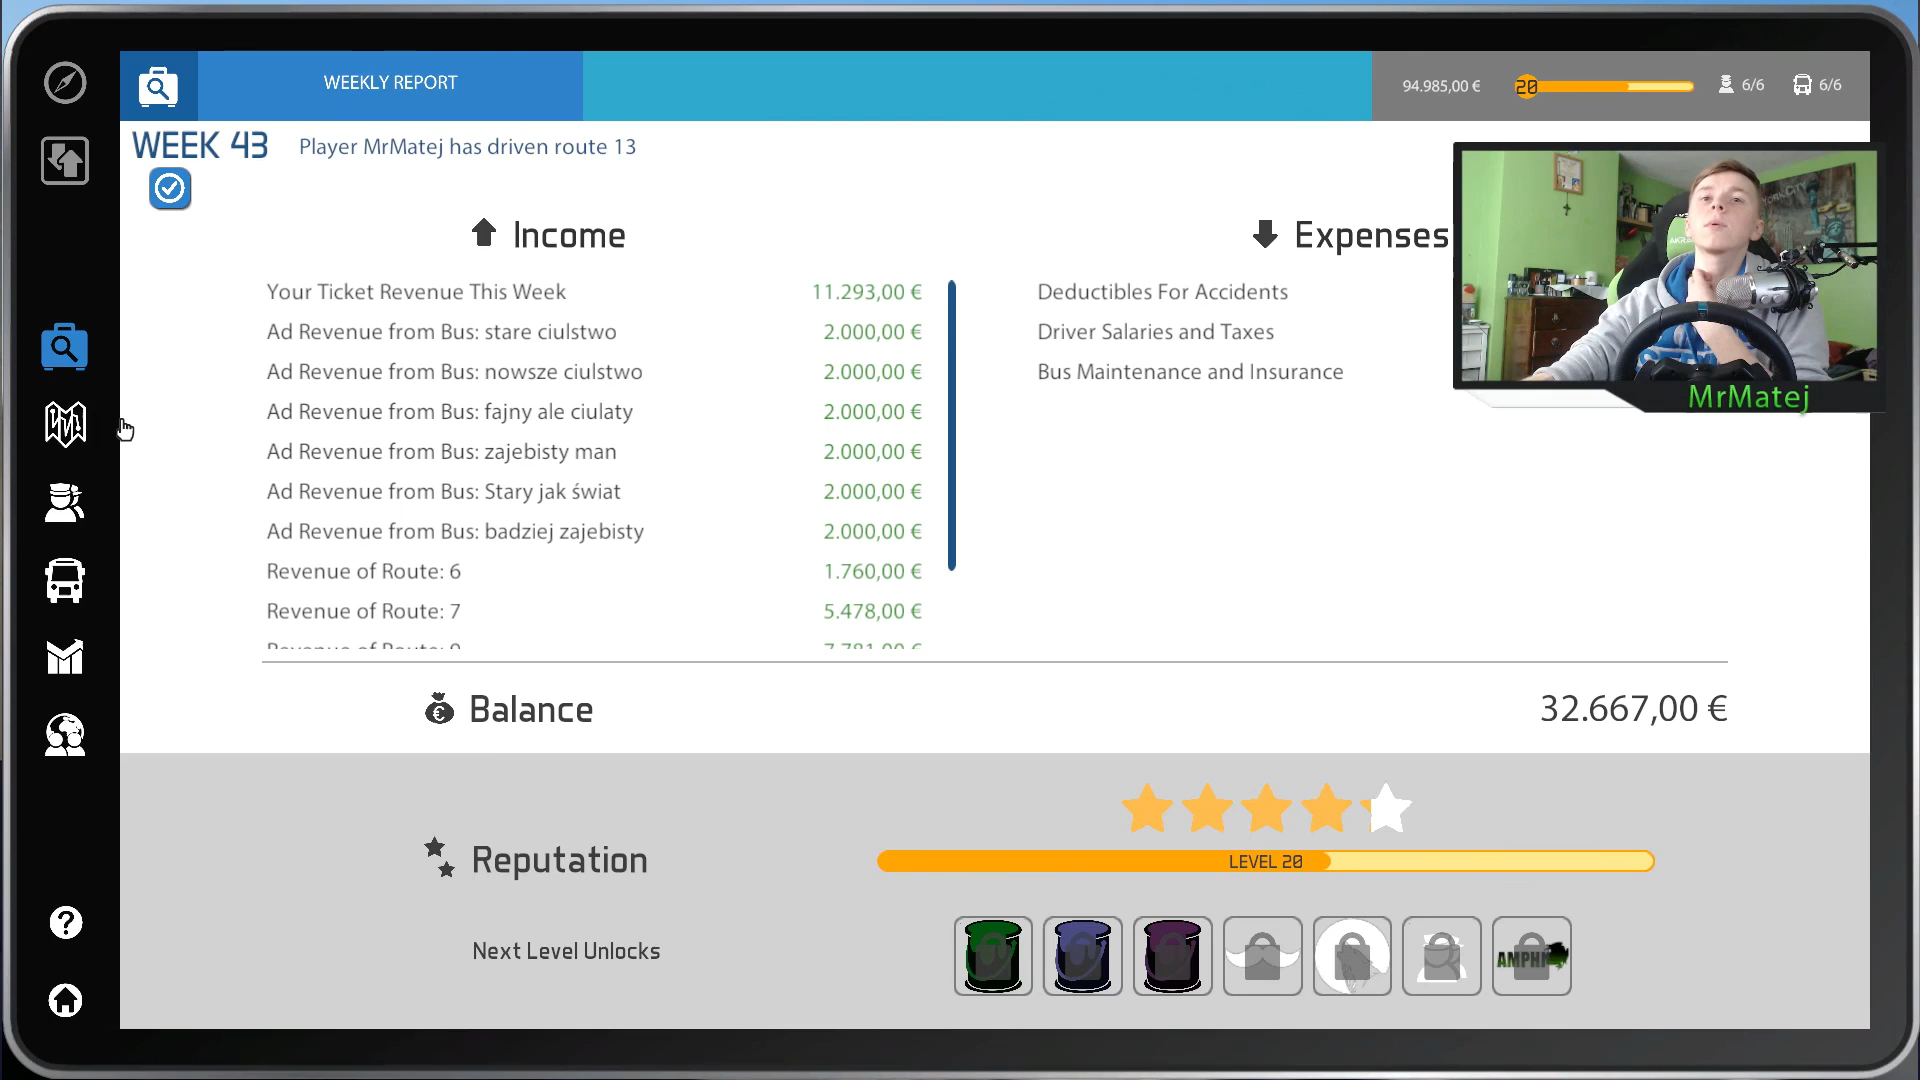 WEEKLY REPORT
94.985,00 €
20
6/6
6/6
WEEK 43
Player MrMatej has driven route 13
Income
Expenses
Your Ticket Revenue This Week 11.293,00 €
Ad Revenue from Bus: stare ciulstwo 2.000,00 €
Ad Revenue from Bus: nowsze ciulstwo 2.000,00 €
Ad Revenue from Bus: fajny ale ciulaty 2.000,00 €
Ad Revenue from Bus: zajebisty man 2.000,00 €
Ad Revenue from Bus: Stary jak świat 2.000,00 €
Ad Revenue from Bus: badziej zajebisty 2.000,00 €
Revenue of Route: 6 1.760,00 €
Revenue of Route: 7 5.478,00 €
Deductibles For Accidents
Driver Salaries and Taxes
Bus Maintenance and Insurance
MrMatej
Balance 32.667,00 €
Reputation
LEVEL 20
Next Level Unlocks